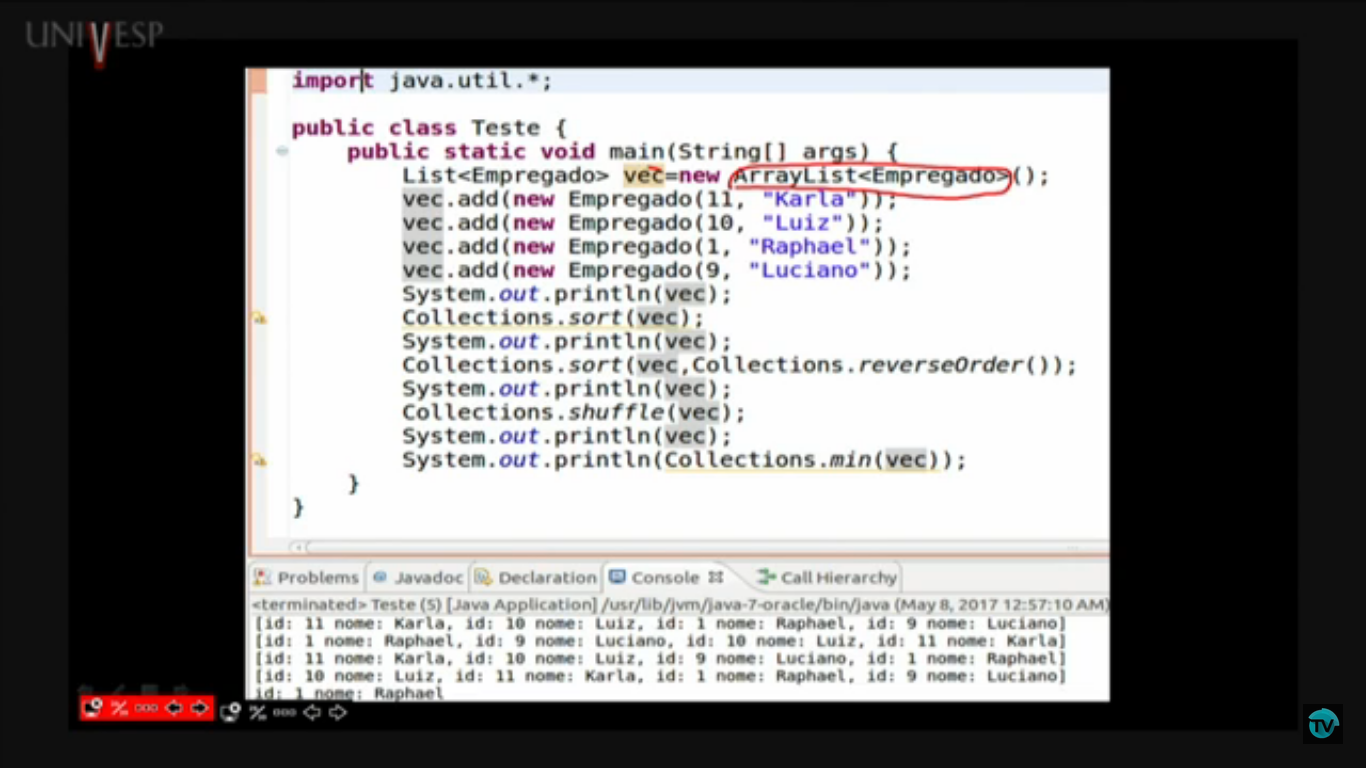 UNIVESP
import java.util.*;
public class Teste {
public static void main(String[] args) {
List<Empregado> vec=new ArrayList<Empregado>();
vec.add(new Empregado(11, "Karla"));
vec.add(new Empregado(10, "Luiz"));
vec.add(new Empregado(1, "Raphael"));
vec.add(new Empregado(9, "Luciano"));
System.out.println(vec);
Collections.sort(vec);
System.out.println(vec);
Collections.sort(vec,Collections.reverseOrder());
System.out.println(vec);
Collections.shuffle(vec);
System.out.println(vec);
System.out.println(Collections.min(vec));
}
}
Problems Javadoc Declaration Console Call Hierarchy
<terminated> Teste (5) [Java Application] /usr/lib/jvm/java-7-oracle/bin/java (May 8, 2017 12:57:10 AM)
[id: 11 nome: Karla, id: 10 nome: Luiz, id: 1 nome: Raphael, id: 9 nome: Luciano]
[id: 1 nome: Raphael, id: 9 nome: Luciano, id: 10 nome: Luiz, id: 11 nome: Karla]
[id: 11 nome: Karla, id: 10 nome: Luiz, id: 9 nome: Luciano, id: 1 nome: Raphael]
[id: 10 nome: Luiz, id: 11 nome: Karla, id: 1 nome: Raphael, id: 9 nome: Luciano]
id: 1 nome: Raphael
TV